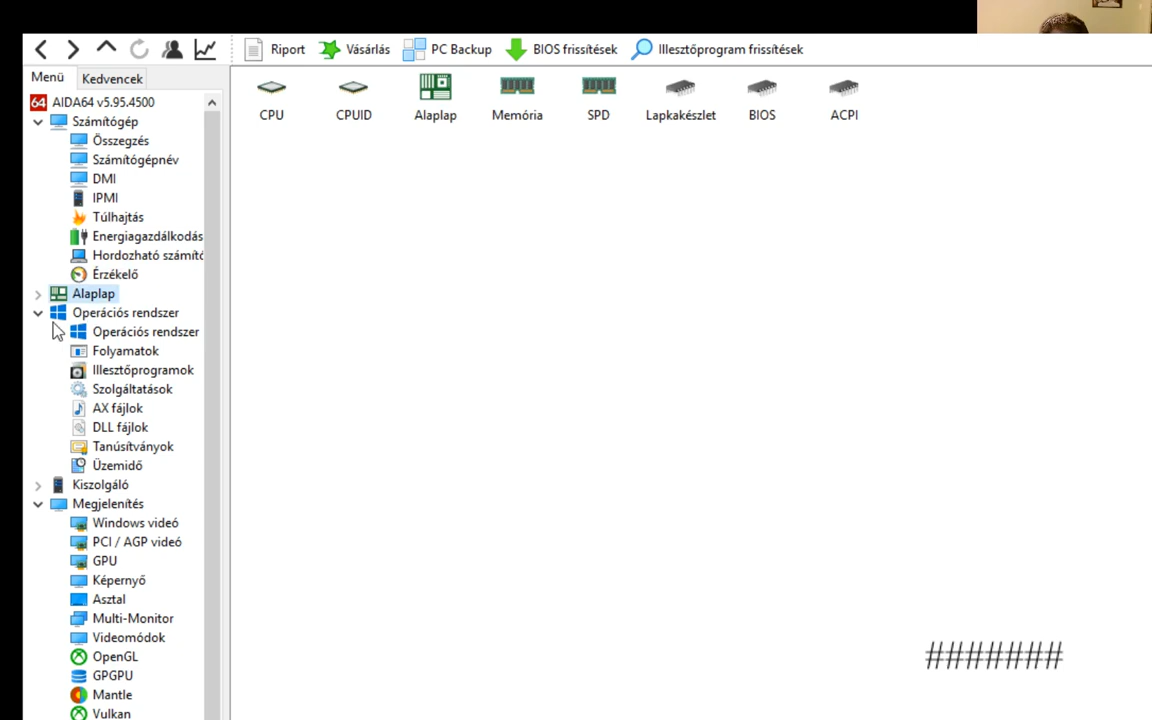 Riport Vásárlás PC Backup BIOS frissítések Illesztőprogram frissítések
Menü Kedvencek
64 AIDA64 v5.95.4500
Számítógép
Összegzés
Számítógépnév
DMI
IPMI
Túlhajtás
Energiagazdálkodás
Hordozható számító
Érzékelő
Alaplap
Operációs rendszer
Operációs rendszer
Folyamatok
Illesztőprogramok
Szolgáltatások
AX fájlok
DLL fájlok
Tanúsítványok
Üzemidő
Kiszolgáló
Megjelenítés
Windows videó
PCI / AGP videó
GPU
Képernyő
Asztal
Multi-Monitor
Videomódok
OpenGL
GPGPU
Mantle
Vulkan
CPU CPUID Alaplap Memória SPD Lapkakészlet BIOS ACPI
#######